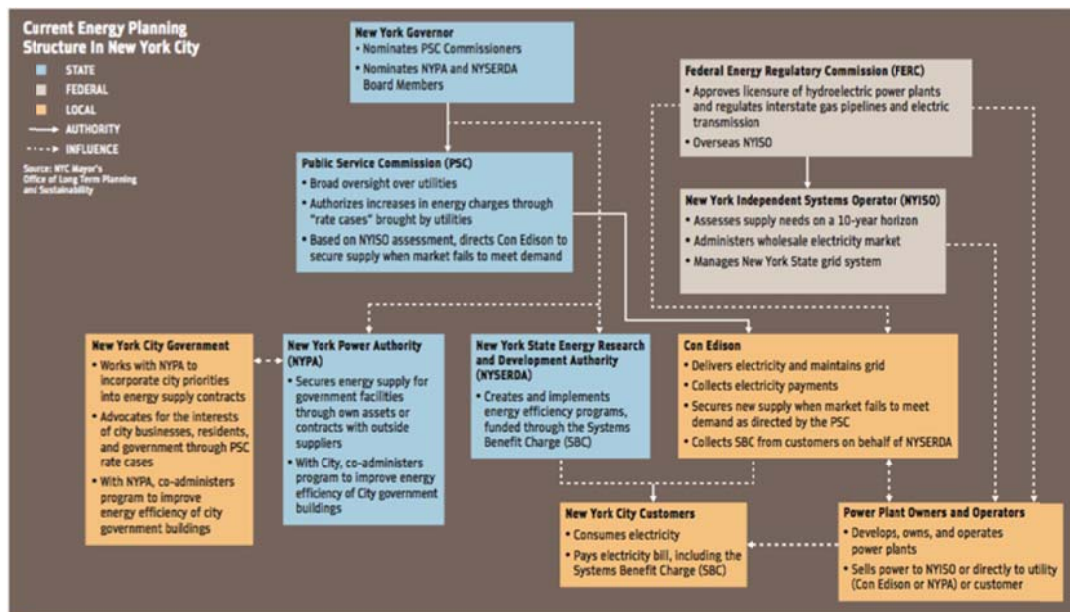 Current Energy Planning
Structure In New York City
STATE
FEDERAL
LOCAL
AUTHORITY
INFLUENCE
Source: NYC Mayor's
Office of Long Term Planning
and Sustainability
New York Governor
• Nominates PSC Commissioners
• Nominates NYPA and NYSERDA
Board Members
Federal Energy Regulatory Commission (FERC)
• Approves licensure of hydroelectric power plants
and regulates interstate gas pipelines and electric
transmission
• Overseas NYISO
Public Service Commission (PSC)
• Broad oversight over utilities
• Authorizes increases in energy charges through
"rate cases" brought by utilities
• Based on NYISO assessment, directs Con Edison to
secure supply when market fails to meet demand
New York Independent Systems Operator (NYISO)
• Assesses supply needs on a 10-year horizon
• Administers wholesale electricity market
• Manages New York State grid system
New York City Government
• Works with NYPA to
incorporate city priorities
into energy supply contracts
• Advocates for the interests
of city businesses, residents,
and government through PSC
rate cases
• With NYPA, co-administers
program to improve
energy efficiency of city
government buildings
New York Power Authority
(NYPA)
• Secures energy supply for
government facilities
through own assets or
contracts with outside
suppliers
• With City, co-administers
program to improve energy
efficiency of City government
buildings
New York State Energy Research
and Development Authority
(NYSERDA)
• Creates and implements
energy efficiency programs,
funded through the Systems
Benefit Charge (SBC)
Con Edison
• Delivers electricity and maintains grid
• Collects electricity payments
• Secures new supply when market fails to meet
demand as directed by the PSC
• Collects SBC from customers on behalf of NYSERDA
New York City Customers
• Consumes electricity
• Pays electricity bill, including the
Systems Benefit Charge (SBC)
Power Plant Owners and Operators
• Develops, owns, and operates
power plants
• Sells power to NYISO or directly to utility
(Con Edison or NYPA) or customer